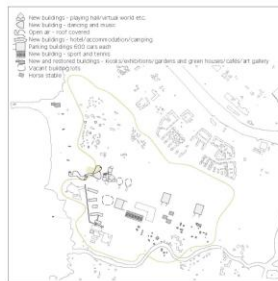 New buildings - playing hall/virtual world etc.
New building - dancing and music
Open air - roof covered
New buildings - hotel/accommodation/camping
Parking buildings 600 cars each
New building - sport and tennis
New and restored buildings - kiosks/exhibitions/gardens and green houses/cafes/art gallery
Vacant buildings/lots
Horse stable